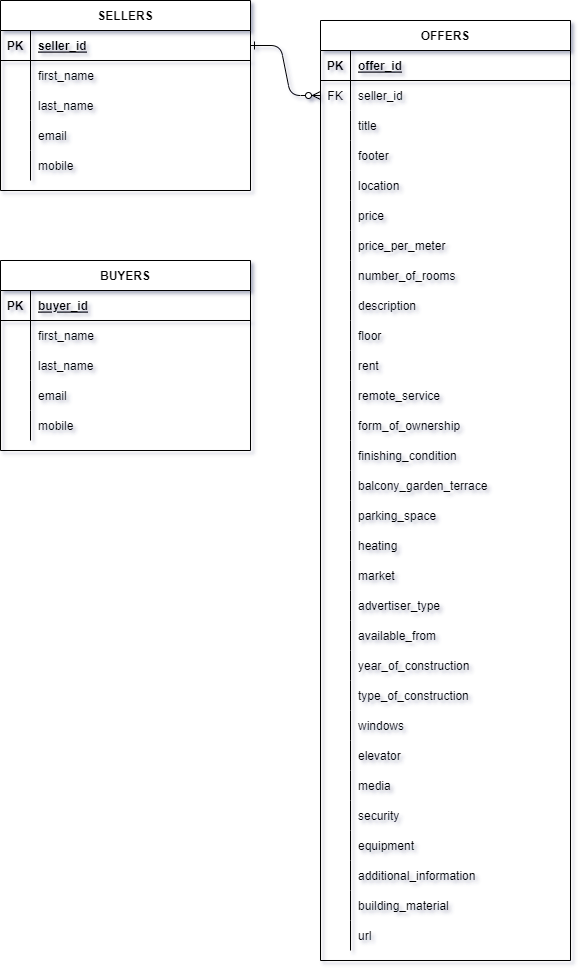 SELLERS
PK seller_id
first_name
last_name
email
mobile
BUYERS
PK buyer_id
first_name
last_name
email
mobile
OFFERS
PK offer_id
FK seller_id
title
footer
location
price
price_per_meter
number_of_rooms
description
floor
rent
remote_service
form_of_ownership
finishing_condition
balcony_garden_terrace
parking_space
heating
market
advertiser_type
available_from
year_of_construction
type_of_construction
windows
elevator
media
security
equipment
additional_information
building_material
url